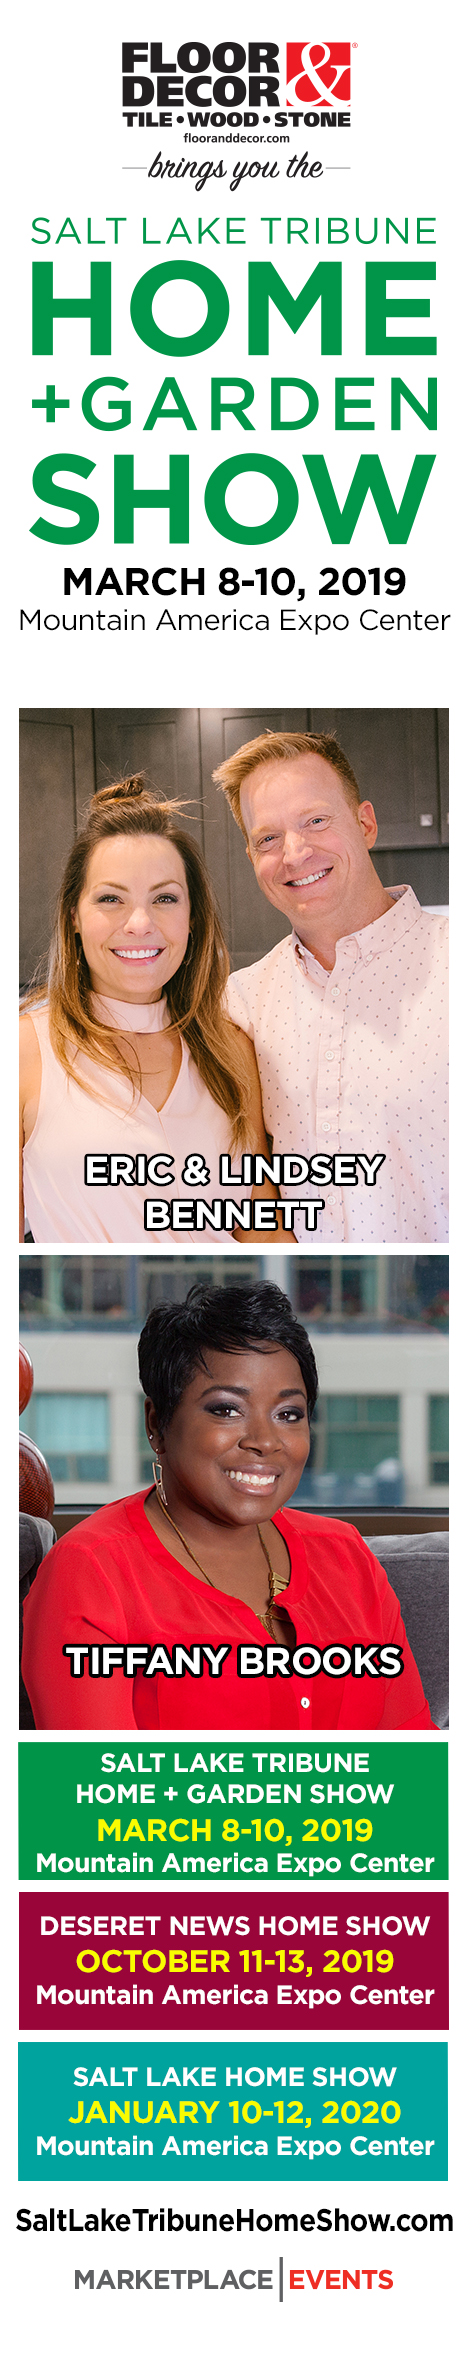 FLOOR &
DECOR
TILE • WOOD • STONE
flooranddecor.com
brings you the
SALT LAKE TRIBUNE
HOME
+GARDEN
SHOW
MARCH 8-10, 2019
Mountain America Expo Center
ERIC & LINDSEY
BENNETT
TIFFANY BROOKS
SALT LAKE TRIBUNE
HOME + GARDEN SHOW
MARCH 8-10, 2019
Mountain America Expo Center
DESERET NEWS HOME SHOW
OCTOBER 11-13, 2019
Mountain America Expo Center
SALT LAKE HOME SHOW
JANUARY 10-12, 2020
Mountain America Expo Center
SaltLakeTribuneHomeShow.com
MARKETPLACE|EVENTS